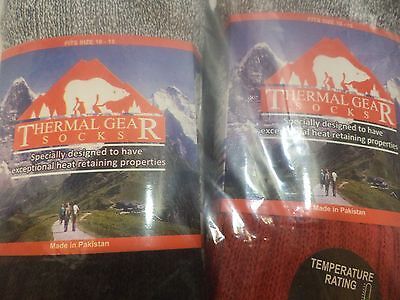 FITS SIZE 10 - 13
THERMAL GEAR
SOCKS
Specially designed to have
exceptional heat retaining properties
Made in Pakistan
FITS SIZE 10 - 13
THERMAL GEAR
SOCKS
Specially designed to have
exceptional heat retaining properties
Made in Pakistan
TEMPERATURE
RATING